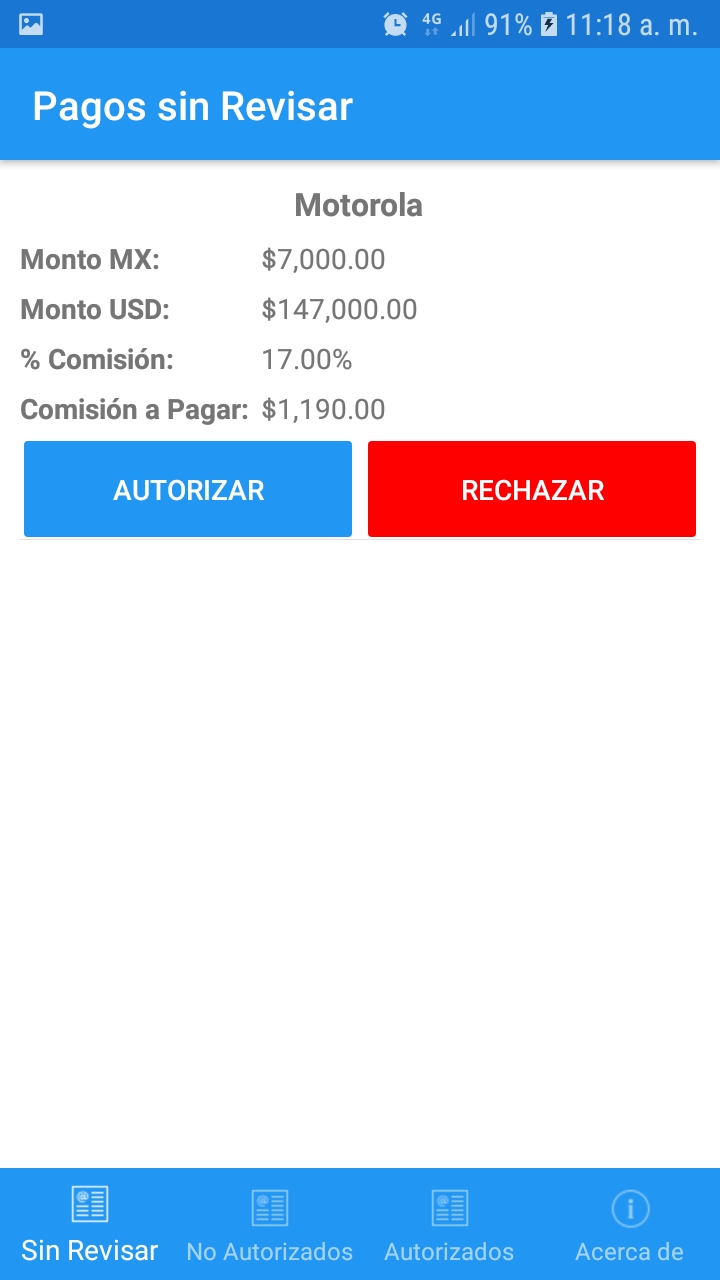 4G 91% 11:18 a. m.
Pagos sin Revisar
Motorola
Monto MX: $7,000.00
Monto USD: $147,000.00
% Comisión: 17.00%
Comisión a Pagar: $1,190.00
AUTORIZAR RECHAZAR
Sin Revisar No Autorizados Autorizados Acerca de